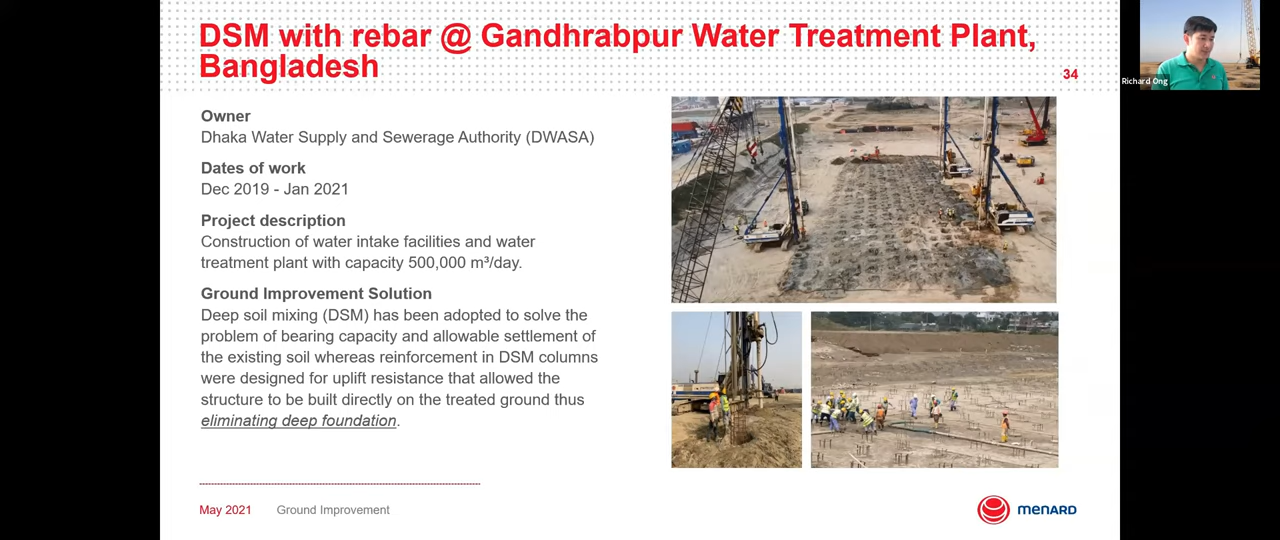 DSM with rebar @ Gandhrabpur Water Treatment Plant,
Bangladesh
34
Richard Ong
Owner
Dhaka Water Supply and Sewerage Authority (DWASA)
Dates of work
Dec 2019 - Jan 2021
Project description
Construction of water intake facilities and water
treatment plant with capacity 500,000 m³/day.
Ground Improvement Solution
Deep soil mixing (DSM) has been adopted to solve the
problem of bearing capacity and allowable settlement of
the existing soil whereas reinforcement in DSM columns
were designed for uplift resistance that allowed the
structure to be built directly on the treated ground thus
eliminating deep foundation.
May 2021 Ground Improvement
menard